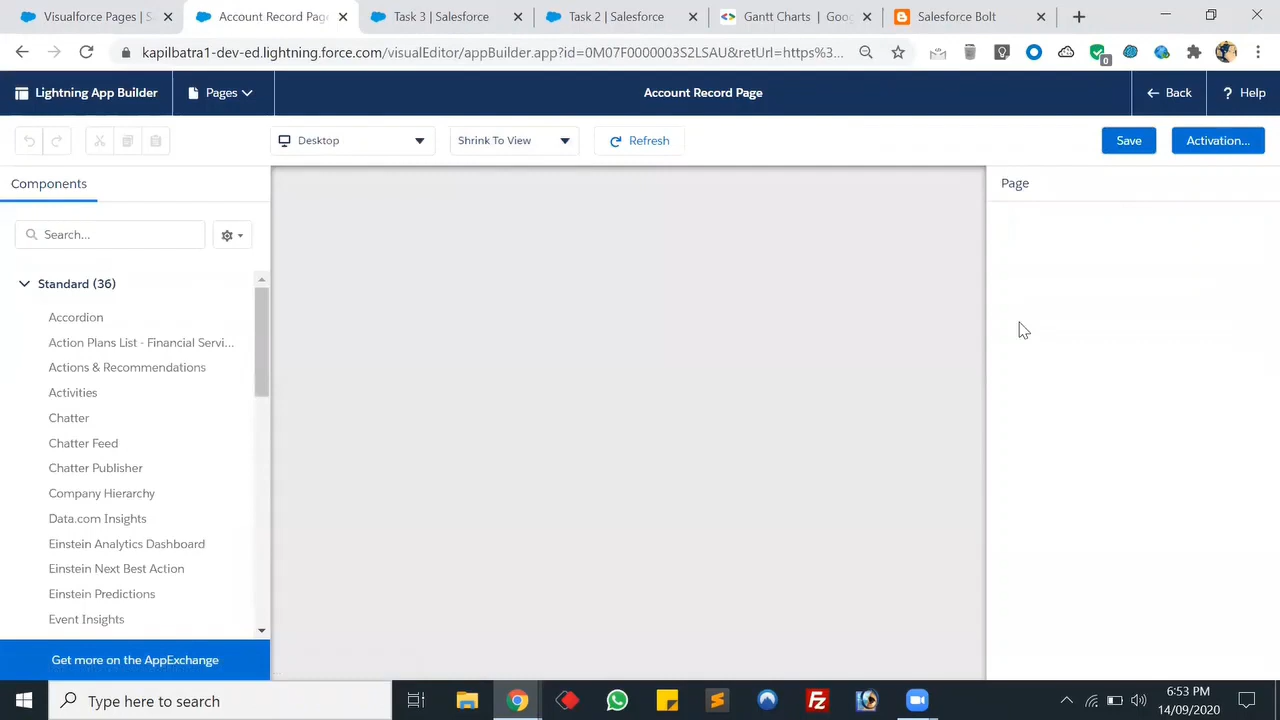 Visualforce Pages | S
Account Record Pag
Task 3 | Salesforce
Task 2 | Salesforce
Gantt Charts | Goo
Salesforce Bolt
kapilbatra1-dev-ed.lightning.force.com/visualEditor/appBuilder.app?id=0M07F0000003S2LSAU&retUrl=https%3...
0
Lightning App Builder
Pages
Account Record Page
Back
? Help
Desktop
Shrink To View
Refresh
Save
Activation...
Components
Page
Search...
Standard (36)
Accordion
Action Plans List - Financial Servi...
Actions & Recommendations
Activities
Chatter
Chatter Feed
Chatter Publisher
Company Hierarchy
Data.com Insights
Einstein Analytics Dashboard
Einstein Next Best Action
Einstein Predictions
Event Insights
Get more on the AppExchange
Type here to search
6:53 PM
14/09/2020